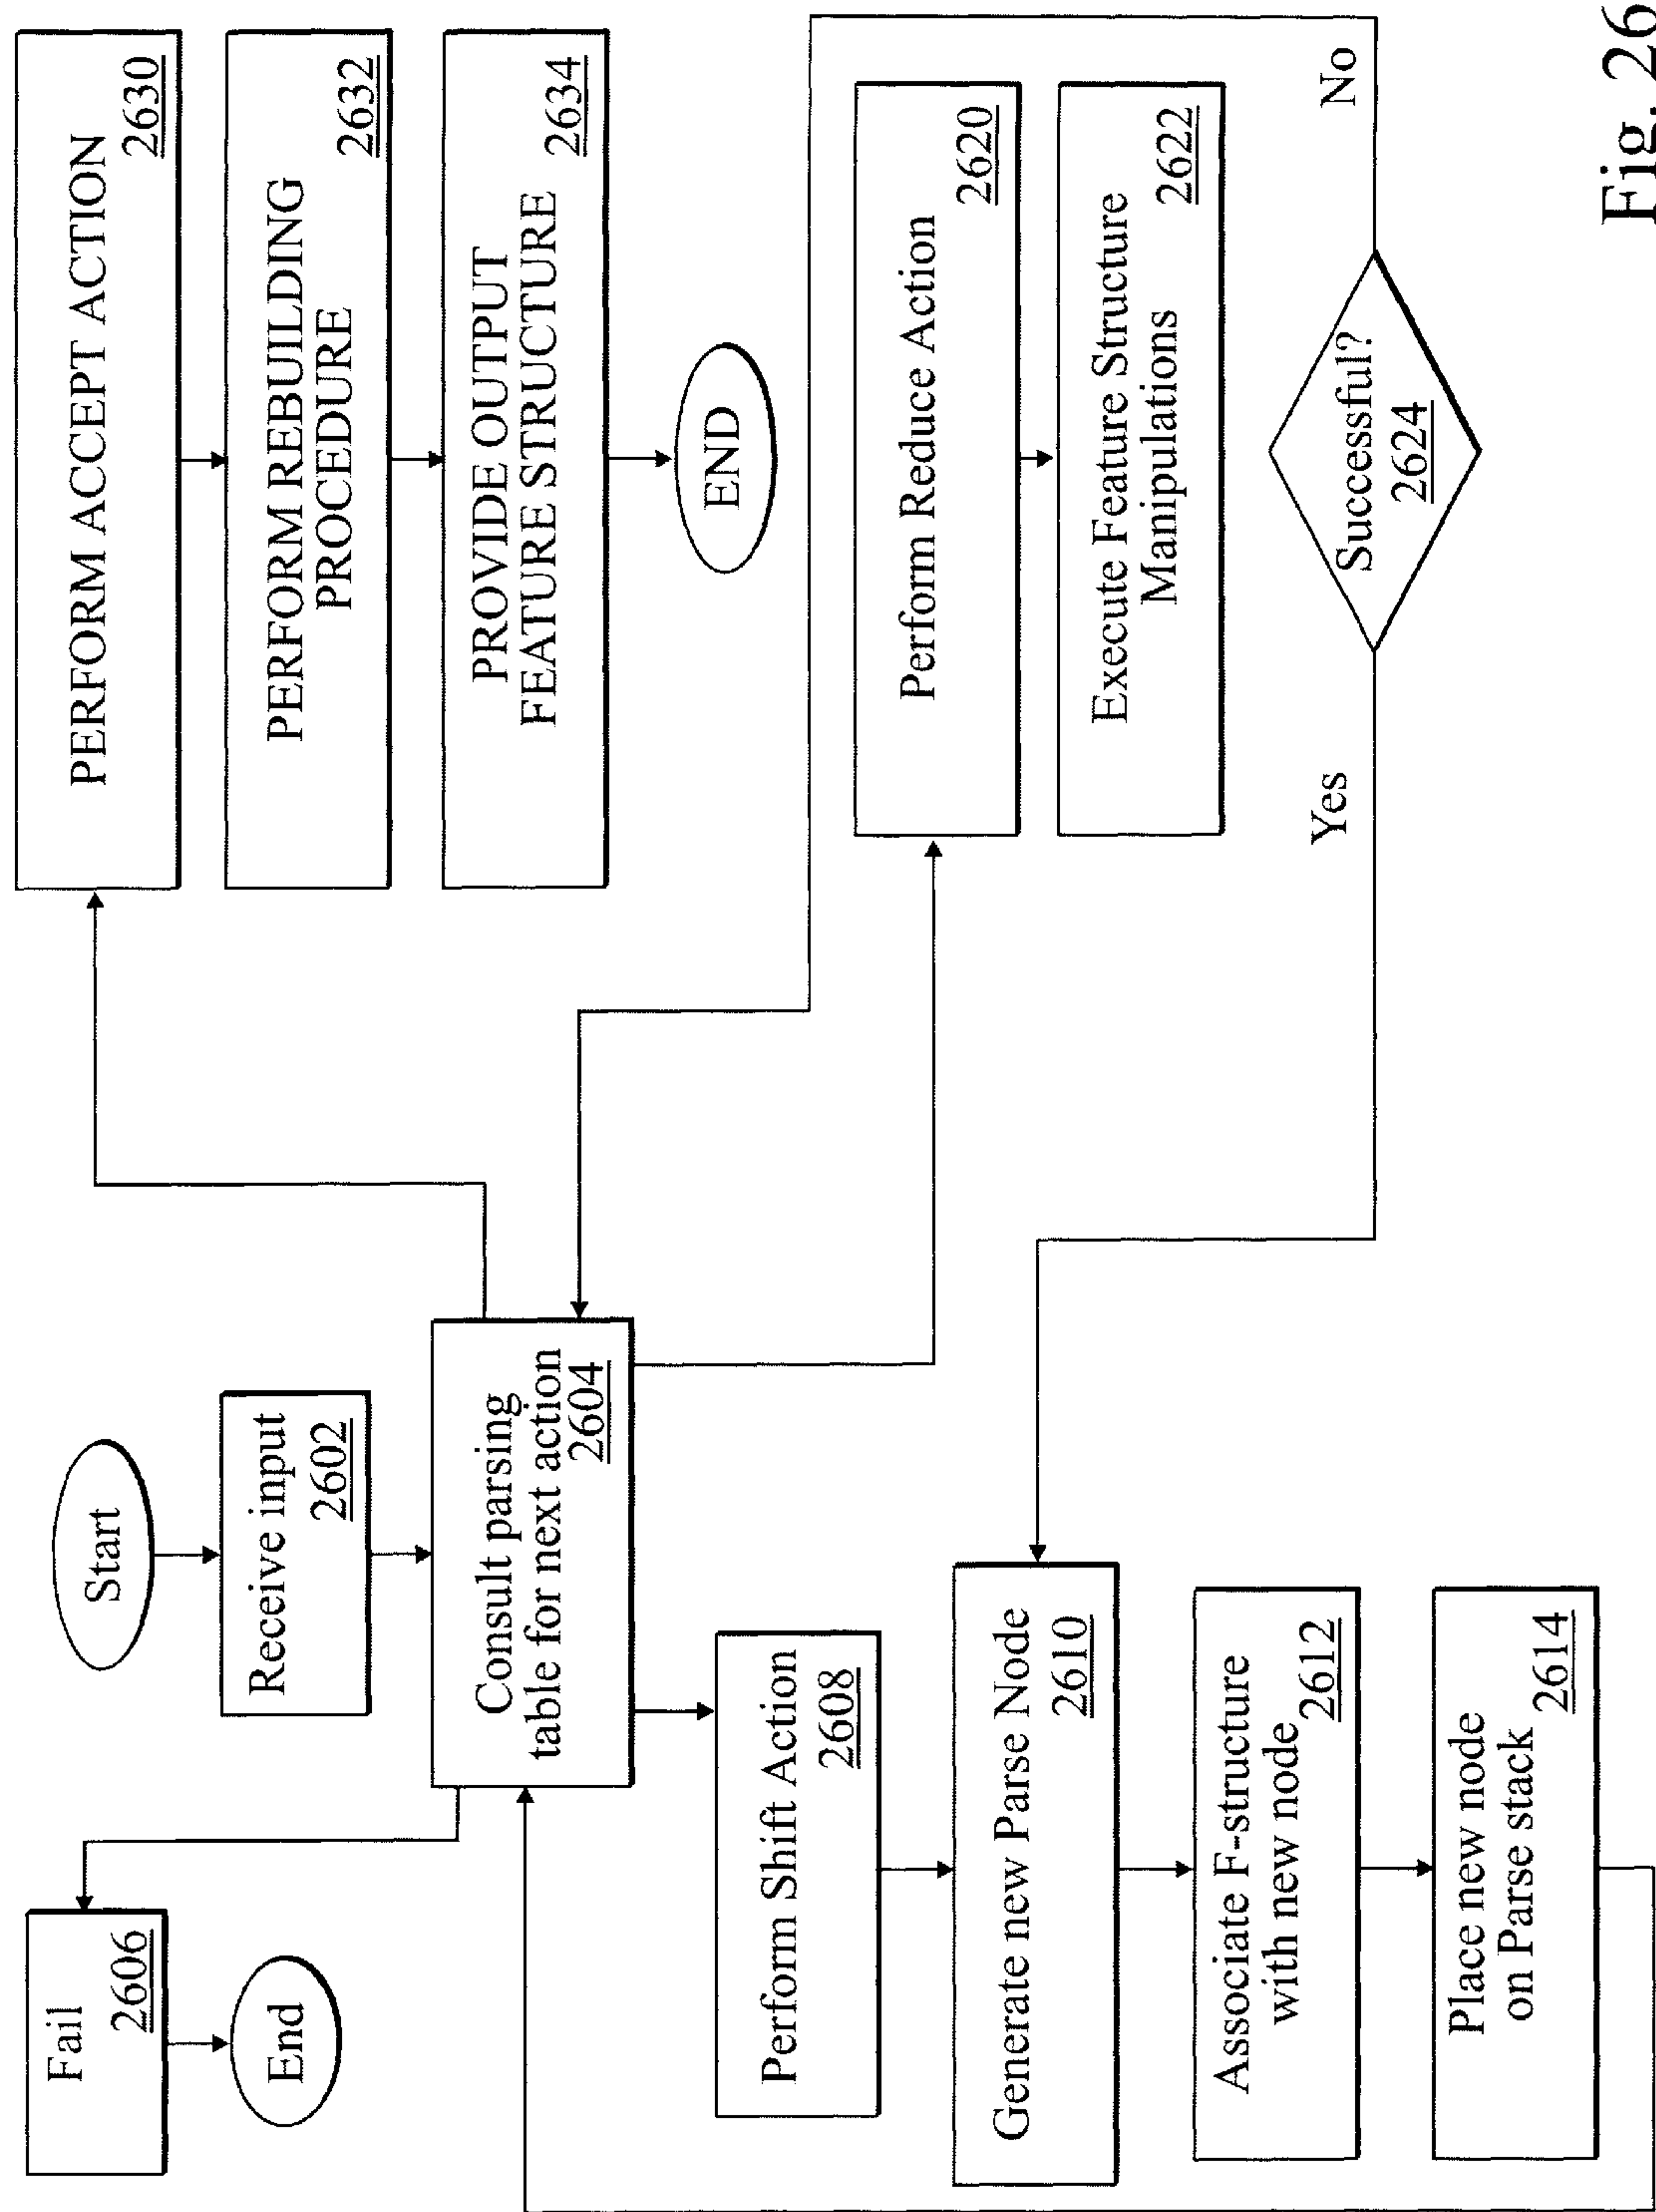 Start
Receive input
2602
Consult parsing
table for next action
2604
Fail
2606
End
Perform Shift Action
2608
Generate new Parse Node
2610
Associate F-structure
with new node
2612
Place new node
on Parse stack
2614
PERFORM ACCEPT ACTION
2630
PERFORM REBUILDING
PROCEDURE
2632
PROVIDE OUTPUT
FEATURE STRUCTURE
2634
END
Perform Reduce Action
2620
Execute Feature Structure
Manipulations
2622
Successful?
2624
Yes
No
Fig. 26